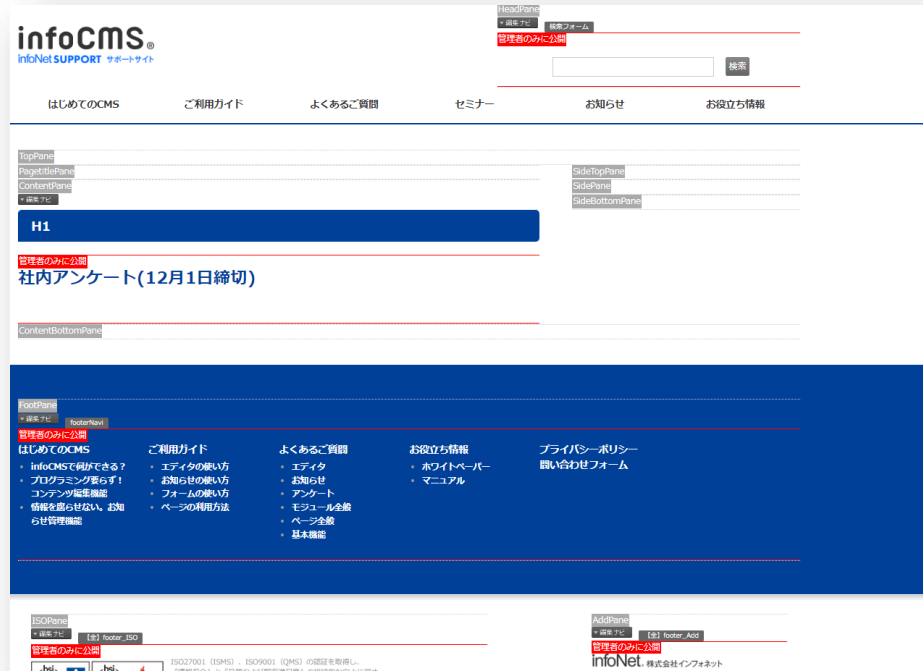 HeadPane
編集ナビ 検索フォーム
管理者のみに公開
infoCMS®
infoNet SUPPORT サポートサイト
検索
はじめてのCMS ご利用ガイド よくあるご質問 セミナー お知らせ お役立ち情報
TopPane
PagetitlePane SideTopPane
ContentPane SidePane
編集ナビ SideBottomPane
H1
管理者のみに公開
社内アンケート(12月1日締切)
ContentBottomPane
FootPane
編集ナビ footerNavi
管理者のみに公開
はじめてのCMS
・ infoCMSで何ができる？
・ プログラミング要らず！
コンテンツ編集機能
・ 情報を腐らせない。お知
らせ管理機能
ご利用ガイド
・ エディタの使い方
・ お知らせの使い方
・ フォームの使い方
・ ページの利用方法
よくあるご質問
・ エディタ
・ お知らせ
・ アンケート
・ モジュール全般
・ ページ全般
・ 基本機能
お役立ち情報
・ ホワイトペーパー
・ マニュアル
プライバシーポリシー
問い合わせフォーム
ISOPane
編集ナビ 【全】footer_ISO
管理者のみに公開
bsi. bsi.
ISO27001（ISMS）、ISO9001（QMS）の認証を取得し、
AddPane
編集ナビ 【全】footer_Add
管理者のみに公開
infoNet. 株式会社インフォネット